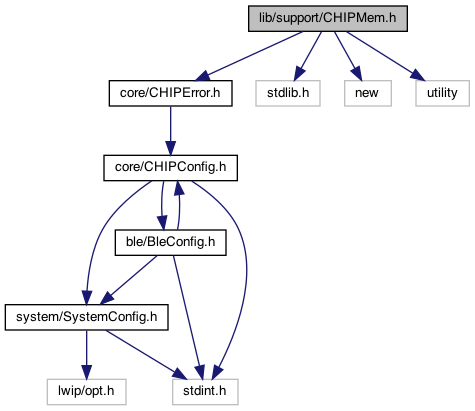 lib/support/CHIPMem.h
core/CHIPError.h
stdlib.h
new
utility
core/CHIPConfig.h
ble/BleConfig.h
system/SystemConfig.h
lwip/opt.h
stdint.h